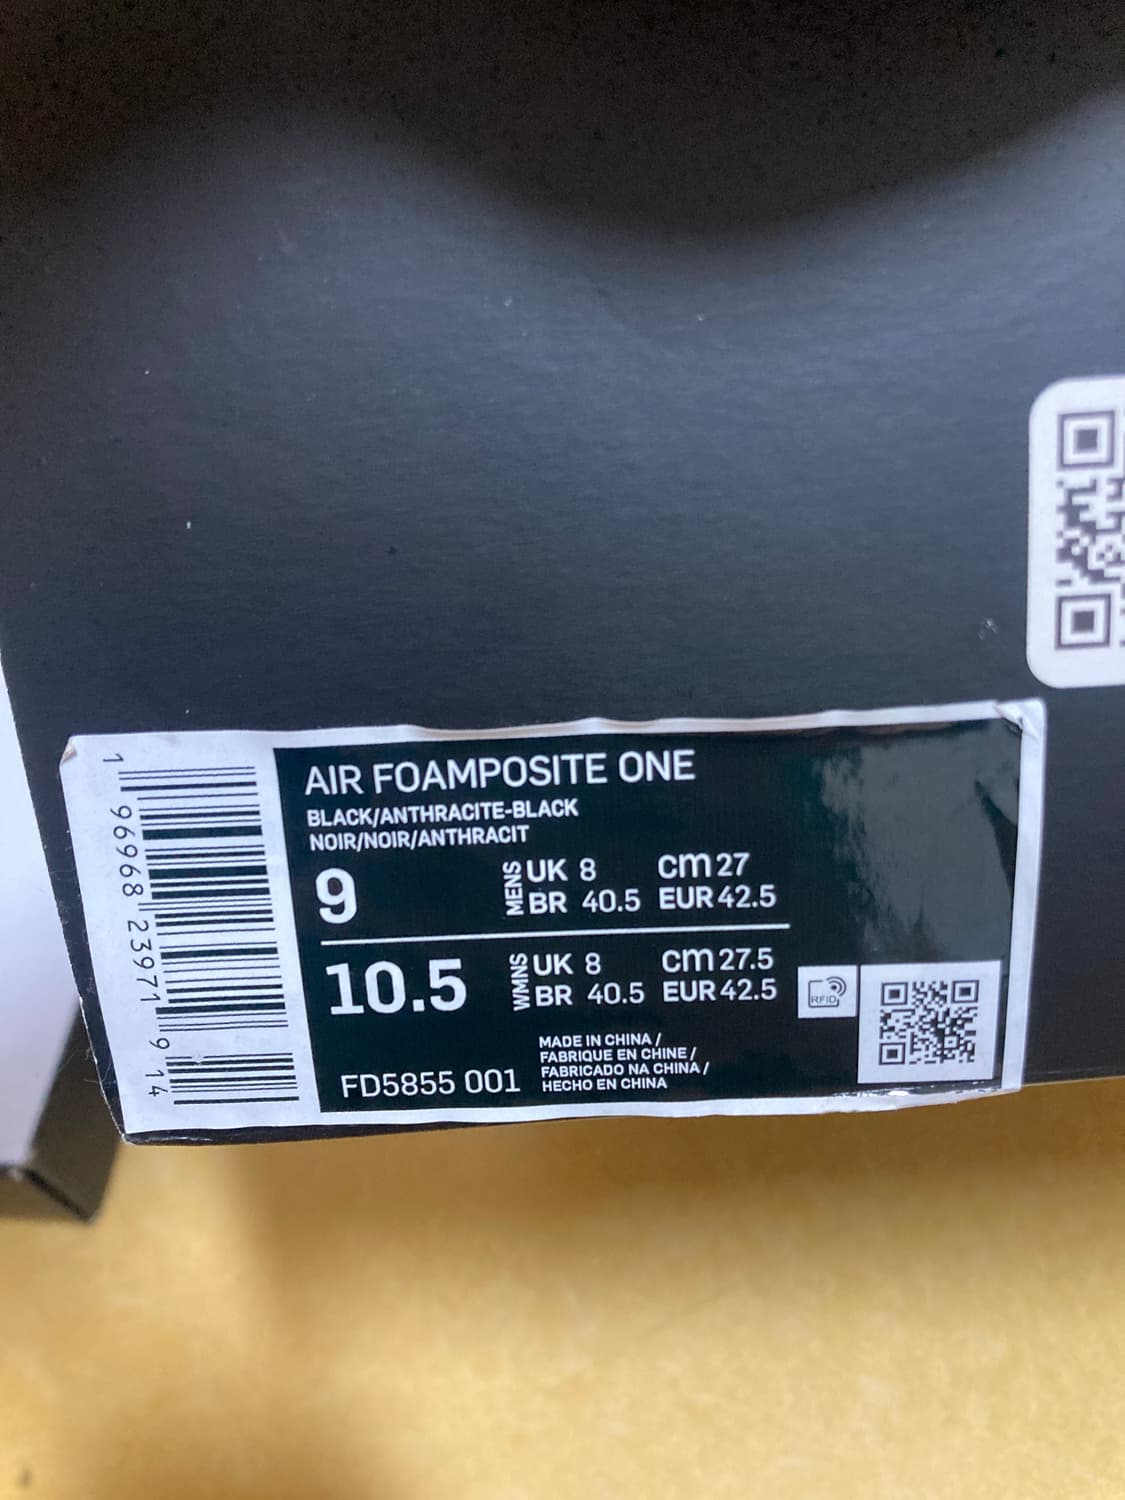 AIR FOAMPOSITE ONE
BLACK/ANTHRACITE-BLACK
NOIR/NOIR/ANTHRACIT
9 MENS UK 8 cm 27
BR 40.5 EUR 42.5
10.5 WMNS UK 8 cm 27.5
BR 40.5 EUR 42.5
RFID
MADE IN CHINA /
FABRIQUE EN CHINE /
FABRICADO NA CHINA /
HECHO EN CHINA
FD5855 001
1 96968 23971 9 14